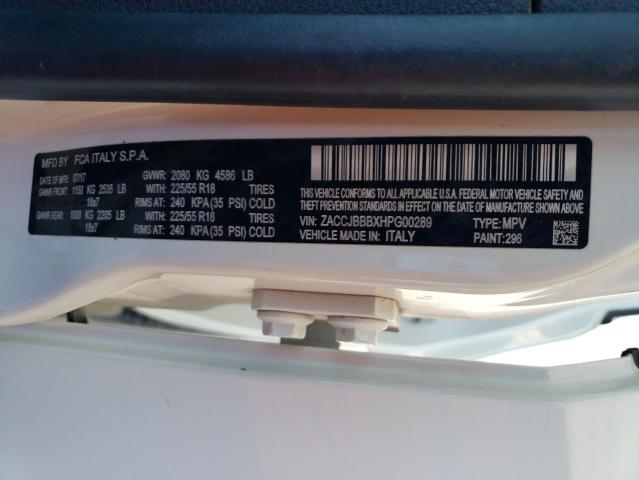 MFD BY FCA ITALY S.P.A.
DATE OF MFR: 07/17 GVWR: 2080 KG 4586 LB
GAWR FRONT: 1150 KG 2535 LB WITH: 225/55 R18 TIRES
18x7 RIMS AT: 240 KPA (35 PSI) COLD
GAWR REAR: 1000 KG 2205 LB WITH: 225/55 R18 TIRES
18x7 RIMS AT: 240 KPA (35 PSI) COLD
THIS VEHICLE CONFORMS TO ALL APPLICABLE U.S.A. FEDERAL MOTOR
VEHICLE SAFETY, BUMPER, AND THEFT PREVENTION STANDARDS IN
EFFECT ON THE DATE OF MANUFACTURE SHOWN ABOVE.
VIN: ZACCJBBBXHPG00289 TYPE: MPV
VEHICLE MADE IN: ITALY PAINT: 296